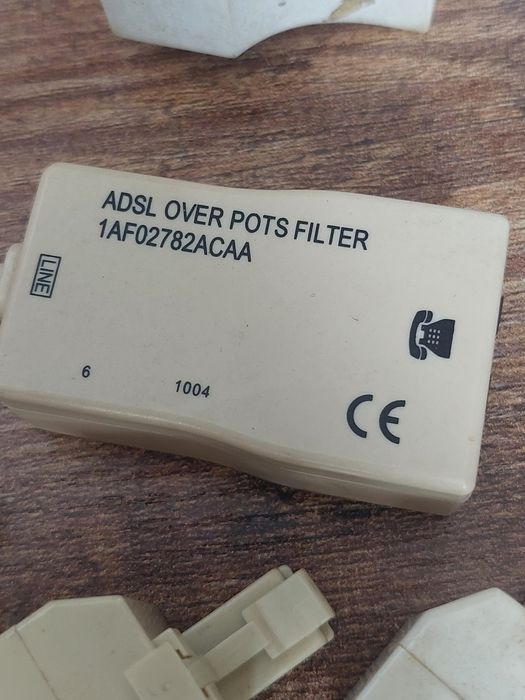 ADSL OVER POTS FILTER
1AF02782ACAA
LINE
6 1004
CE